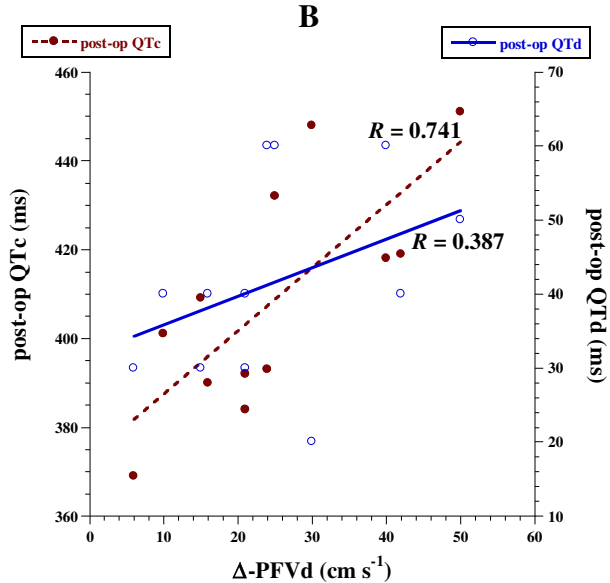 B
post-op QTc
post-op QTd
460
440
420
400
380
360
post-op QTc (ms)
70
60
50
40
30
20
10
post-op QTd (ms)
R = 0.741
R = 0.387
0 10 20 30 40 50 60
Δ-PFVd (cm s⁻¹)